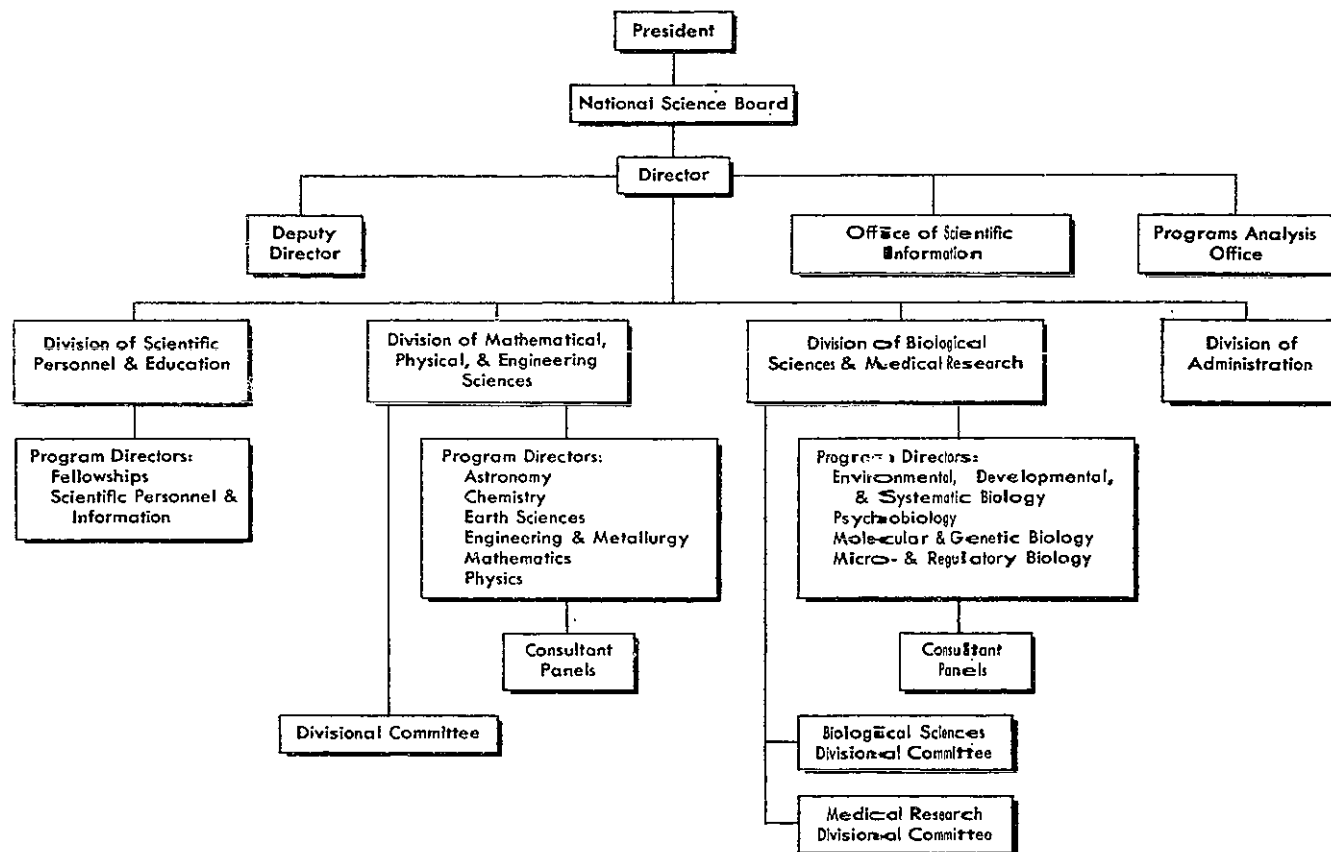 President
National Science Board
Director
Deputy
Director
Office of Scientific
Information
Programs Analysis
Office
Division of Scientific
Personnel & Education
Division of Mathematical,
Physical, & Engineering
Sciences
Division of Biological
Sciences & Medical Research
Division of
Administration
Program Directors:
Fellowships
Scientific Personnel &
Information
Program Directors:
Astronomy
Chemistry
Earth Sciences
Engineering & Metallurgy
Mathematics
Physics
Program Directors:
Environmental, Developmental,
& Systematic Biology
Psychobiology
Molecular & Genetic Biology
Micro- & Regulatory Biology
Consultant
Panels
Consultant
Panels
Divisional Committee
Biological Sciences
Divisional Committee
Medical Research
Divisional Committee